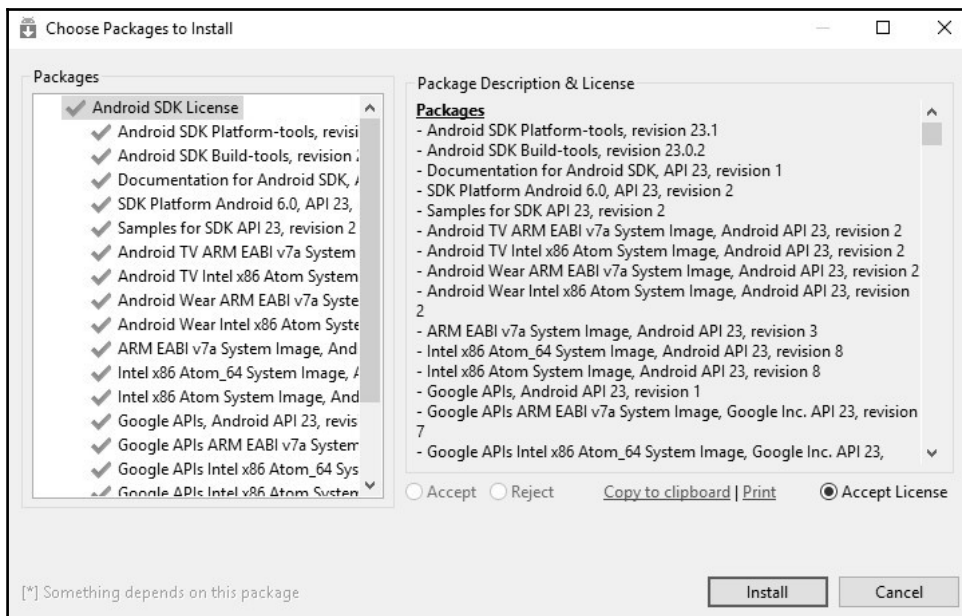 Choose Packages to Install
Packages
Android SDK License
Android SDK Platform-tools, revisi
Android SDK Build-tools, revision
Documentation for Android SDK,
SDK Platform Android 6.0, API 23,
Samples for SDK API 23, revision 2
Android TV ARM EABI v7a System
Android TV Intel x86 Atom System
Android Wear ARM EABI v7a Syste
Android Wear Intel x86 Atom Syste
ARM EABI v7a System Image, And
Intel x86 Atom_64 System Image,
Intel x86 Atom System Image, And
Google APIs, Android API 23, revis
Google APIs ARM EABI v7a System
Google APIs Intel x86 Atom_64 Sys
Google APIs Intel x86 Atom System
Package Description & License
Packages
- Android SDK Platform-tools, revision 23.1
- Android SDK Build-tools, revision 23.0.2
- Documentation for Android SDK, API 23, revision 1
- SDK Platform Android 6.0, API 23, revision 2
- Samples for SDK API 23, revision 2
- Android TV ARM EABI v7a System Image, Android API 23, revision 2
- Android TV Intel x86 Atom System Image, Android API 23, revision 2
- Android Wear ARM EABI v7a System Image, Android API 23, revision 2
- Android Wear Intel x86 Atom System Image, Android API 23, revision
2
- ARM EABI v7a System Image, Android API 23, revision 3
- Intel x86 Atom_64 System Image, Android API 23, revision 8
- Intel x86 Atom System Image, Android API 23, revision 8
- Google APIs, Android API 23, revision 1
- Google APIs ARM EABI v7a System Image, Google Inc. API 23, revision
7
- Google APIs Intel x86 Atom_64 System Image, Google Inc. API 23,
Accept Reject Copy to clipboard | Print Accept License
[*] Something depends on this package
Install Cancel